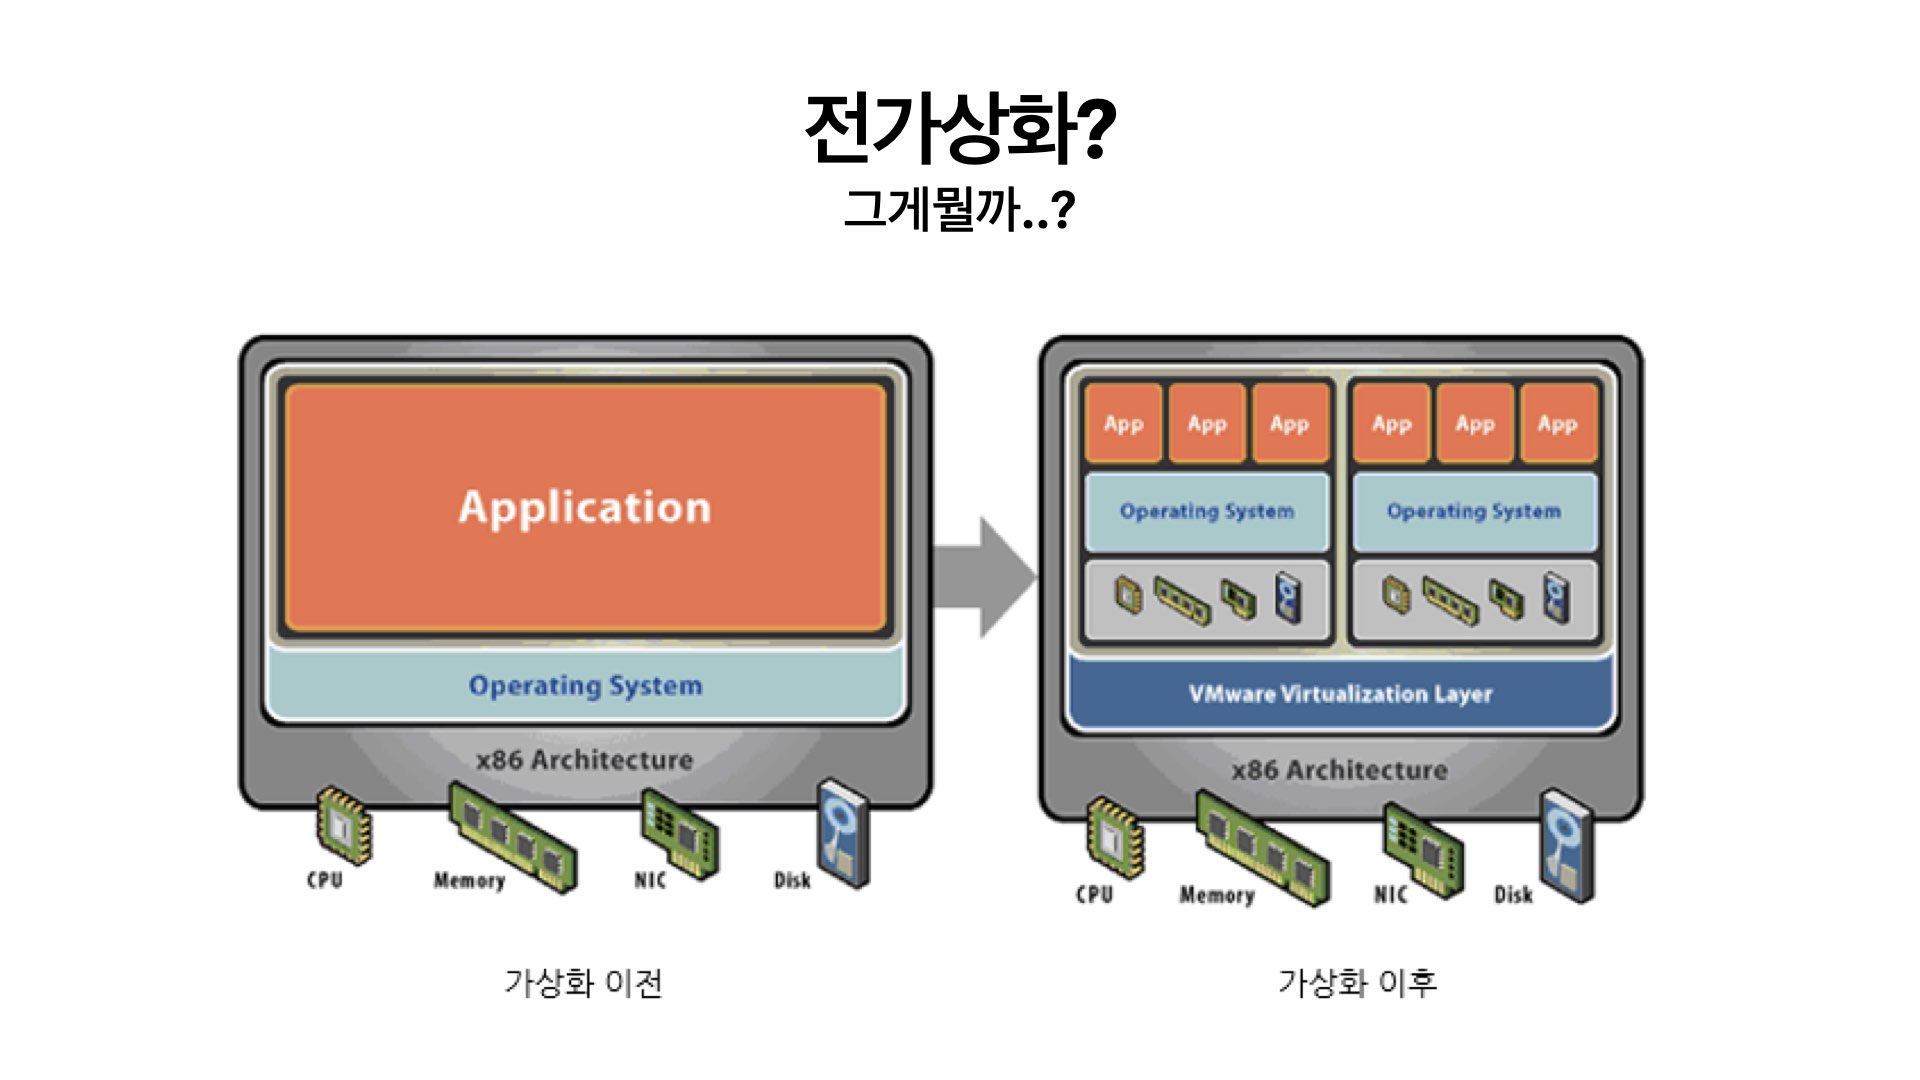 전가상화?
그게뭘까..?
Application
Operating System
x86 Architecture
CPU
Memory
NIC
Disk
가상화 이전
App App App App App App
Operating System Operating System
VMware Virtualization Layer
x86 Architecture
CPU
Memory
NIC
Disk
가상화 이후